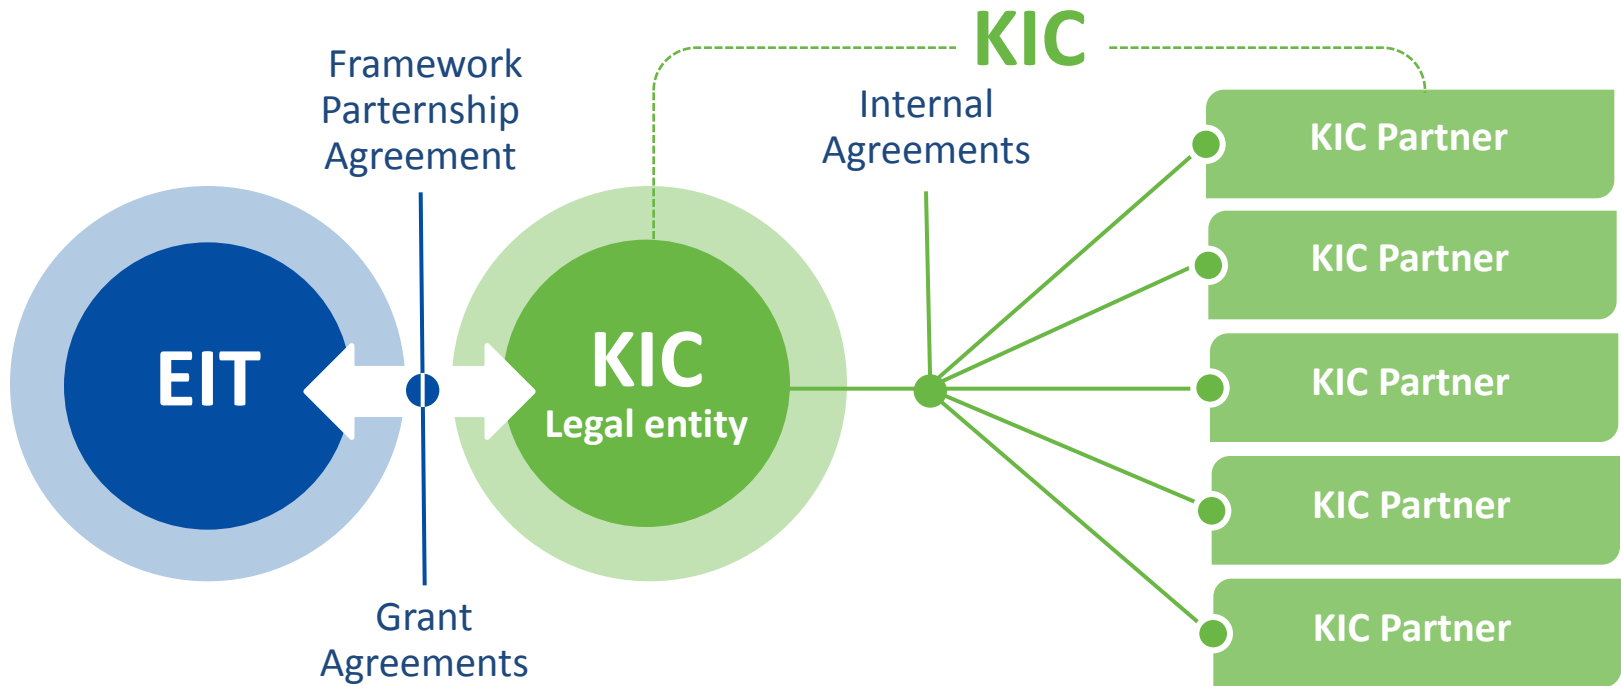 KIC
Framework
Parternship
Agreement
Internal
Agreements
EIT
KIC
Legal entity
Grant
Agreements
KIC Partner
KIC Partner
KIC Partner
KIC Partner
KIC Partner